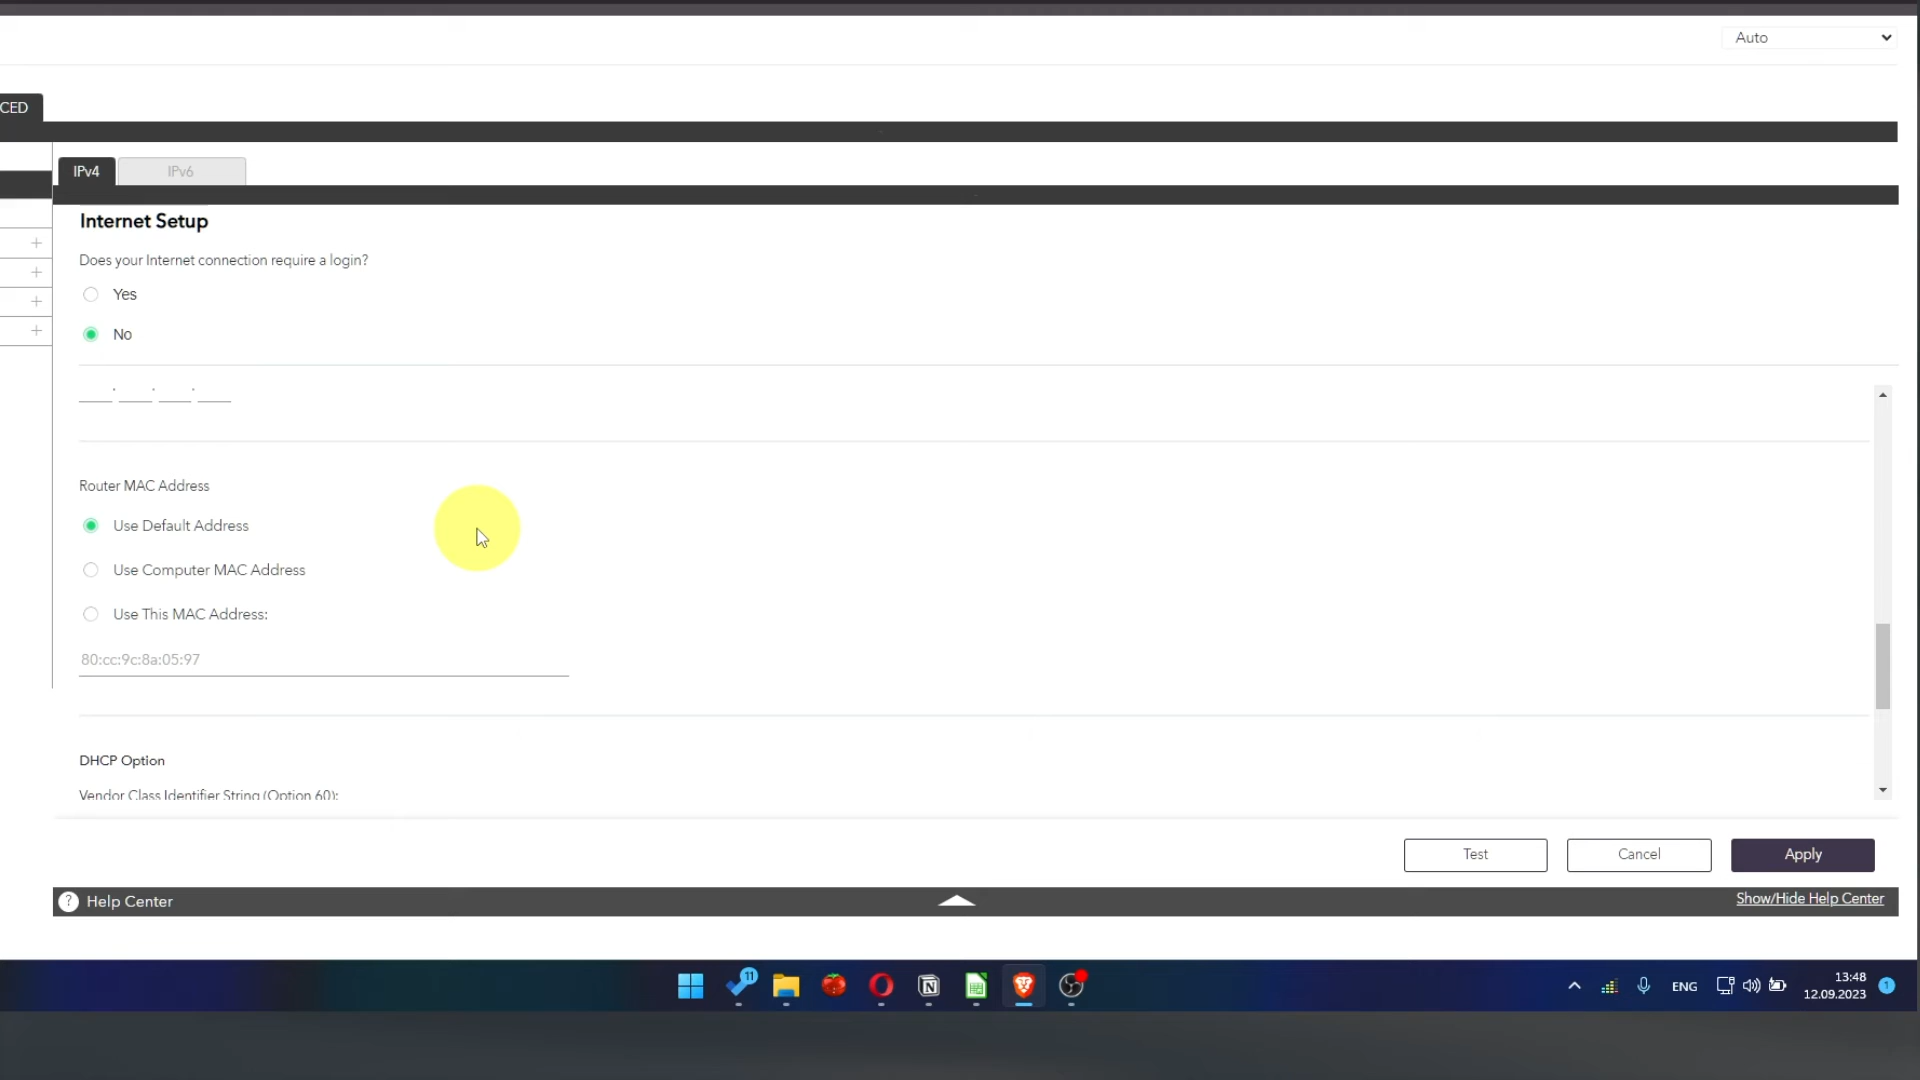 Auto
CED
IPv4 IPv6
Internet Setup
Does your Internet connection require a login?
Yes
No
Router MAC Address
Use Default Address
Use Computer MAC Address
Use This MAC Address:
80:cc:9c:8a:05:97
DHCP Option
Vendor Class Identifier String (Option 60):
Test Cancel Apply
? Help Center Show/Hide Help Center
11 N ENG 13:48 1
12.09.2023